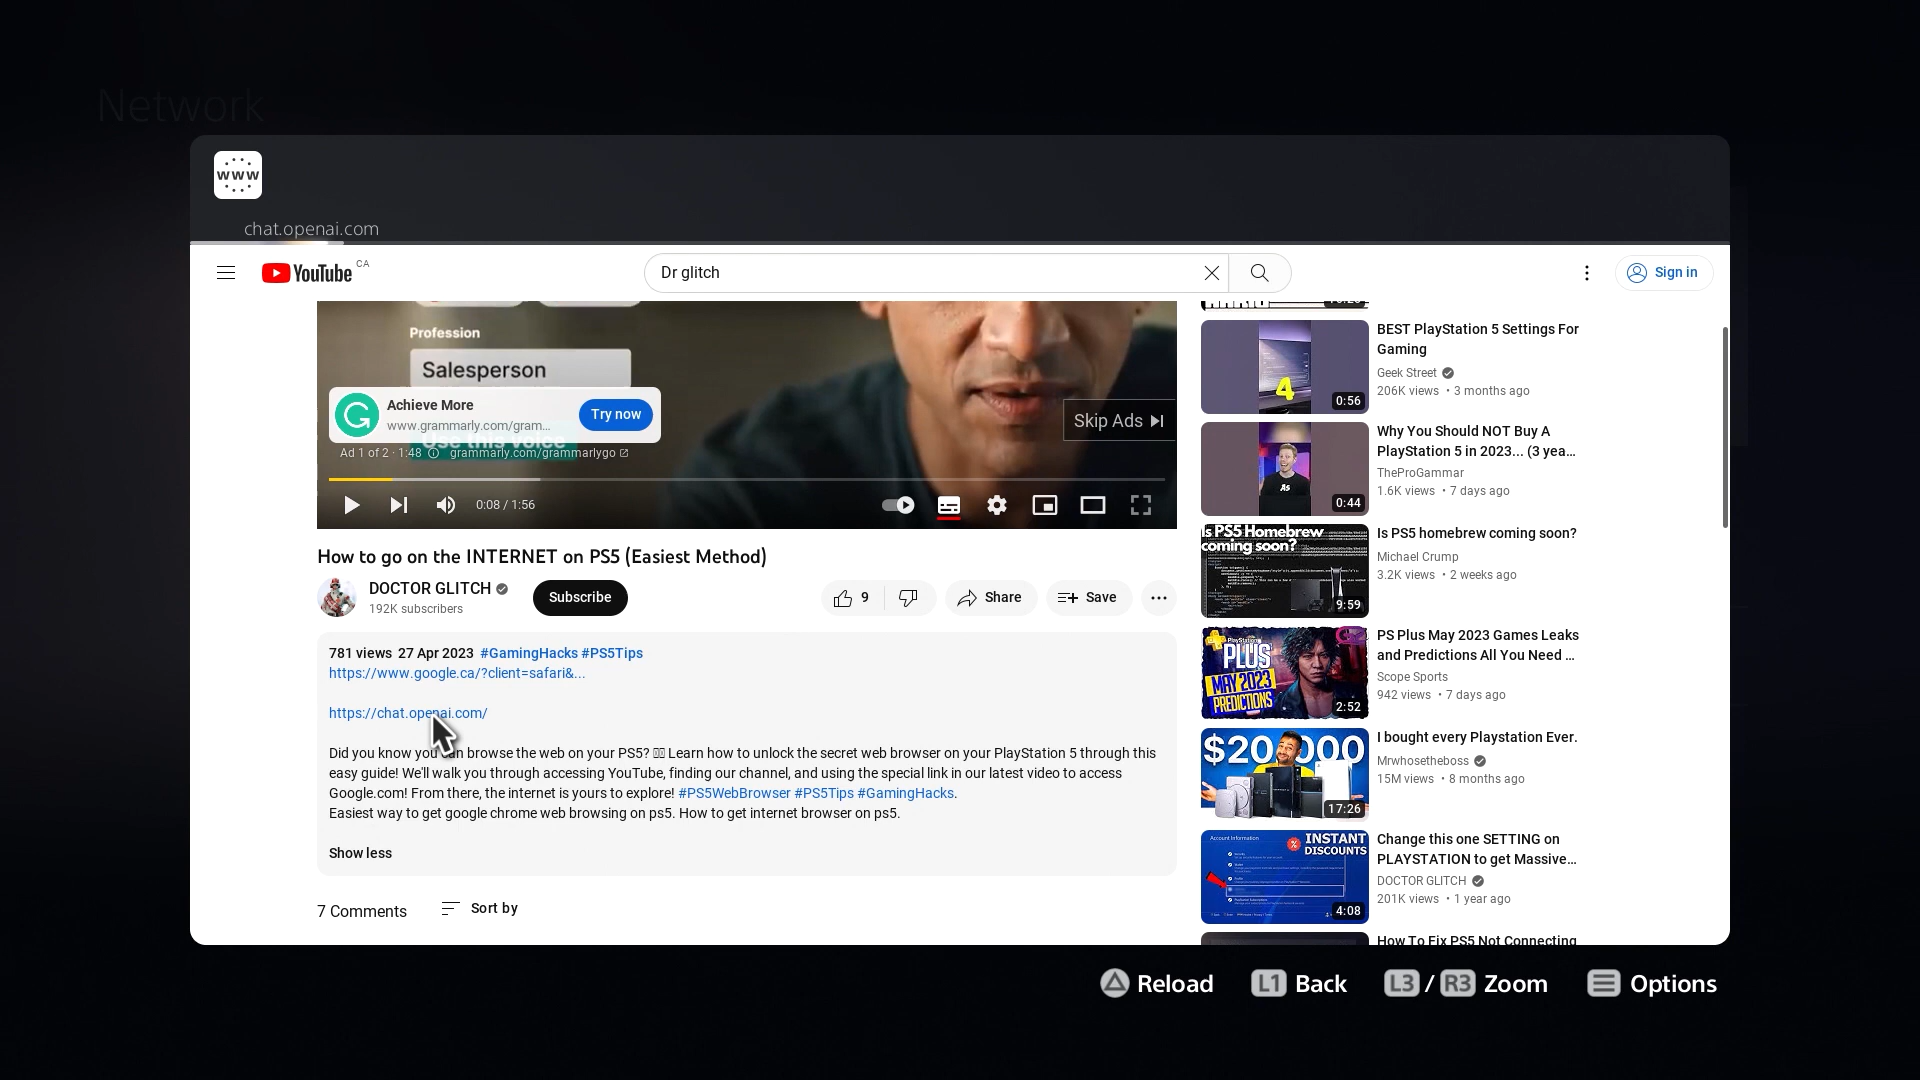 Network
www
chat.openai.com
YouTube CA
Dr glitch
Sign in
Profession
Salesperson
Achieve More
www.grammarly.com/gram...
Try now
Use this voice
Skip Ads
Ad 1 of 2 · 1:48 grammarly.com/grammarlygo
0:08 / 1:56
How to go on the INTERNET on PS5 (Easiest Method)
DOCTOR GLITCH
192K subscribers
Subscribe
9
Share
Save
781 views 27 Apr 2023 #GamingHacks #PS5Tips
https://www.google.ca/?client=safari&...
https://chat.openai.com/
Did you know you can browse the web on your PS5? Learn how to unlock the secret web browser on your PlayStation 5 through this
easy guide! We'll walk you through accessing YouTube, finding our channel, and using the special link in our latest video to access
Google.com! From there, the internet is yours to explore! #PS5WebBrowser #PS5Tips #GamingHacks.
Easiest way to get google chrome web browsing on ps5. How to get internet browser on ps5.
Show less
7 Comments
Sort by
BEST PlayStation 5 Settings For
Gaming
Geek Street
206K views • 3 months ago
4
0:56
Why You Should NOT Buy A
PlayStation 5 in 2023... (3 yea...
TheProGammar
1.6K views • 7 days ago
0:44
Is PS5 Homebrew
coming soon?
9:59
Is PS5 homebrew coming soon?
Michael Crump
3.2K views • 2 weeks ago
PlayStation
PLUS
MAY 2023
PREDICTIONS
2:52
PS Plus May 2023 Games Leaks
and Predictions All You Need ...
Scope Sports
942 views • 7 days ago
$20,000
17:26
I bought every Playstation Ever.
Mrwhosetheboss
15M views • 8 months ago
Account Information
INSTANT
DISCOUNTS
4:08
Change this one SETTING on
PLAYSTATION to get Massive...
DOCTOR GLITCH
201K views • 1 year ago
How To Fix PS5 Not Connecting
Reload
L1 Back
L3 / R3 Zoom
Options